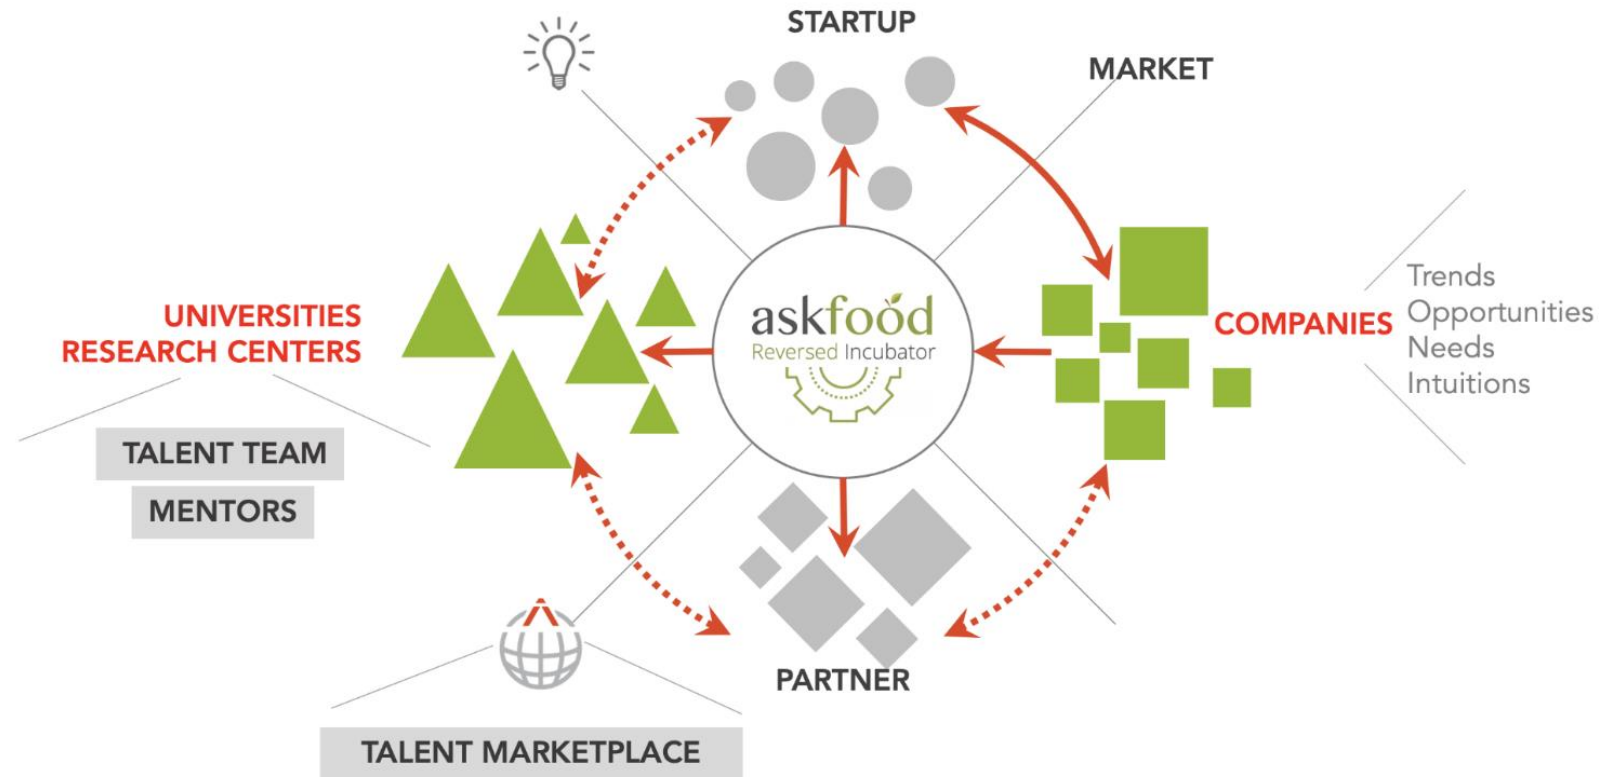 STARTUP
MARKET
UNIVERSITIES
RESEARCH CENTERS
TALENT TEAM
MENTORS
askfood
Reversed Incubator
COMPANIES
Trends
Opportunities
Needs
Intuitions
PARTNER
TALENT MARKETPLACE